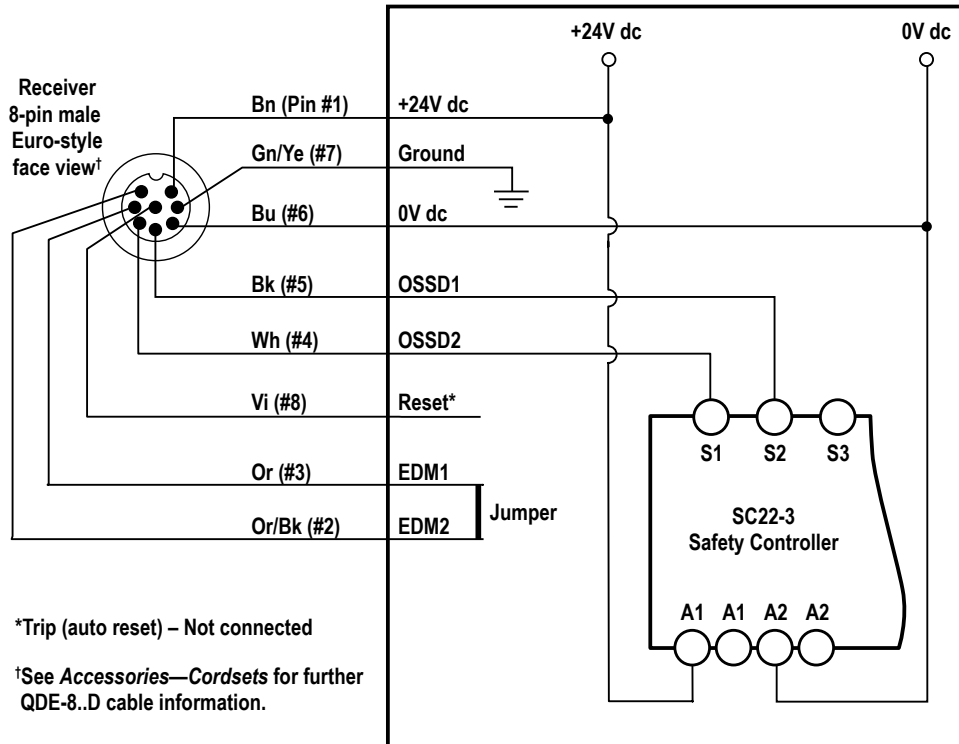 +24V dc
0V dc
Receiver
8-pin male
Euro-style
face view†
Bn (Pin #1)
+24V dc
Gn/Ye (#7)
Ground
Bu (#6)
0V dc
Bk (#5)
OSSD1
Wh (#4)
OSSD2
Vi (#8)
Reset*
Or (#3)
EDM1
Or/Bk (#2)
EDM2
Jumper
S1
S2
S3
SC22-3
Safety Controller
A1
A1
A2
A2
*Trip (auto reset) – Not connected
†See Accessories—Cordsets for further
QDE-8..D cable information.